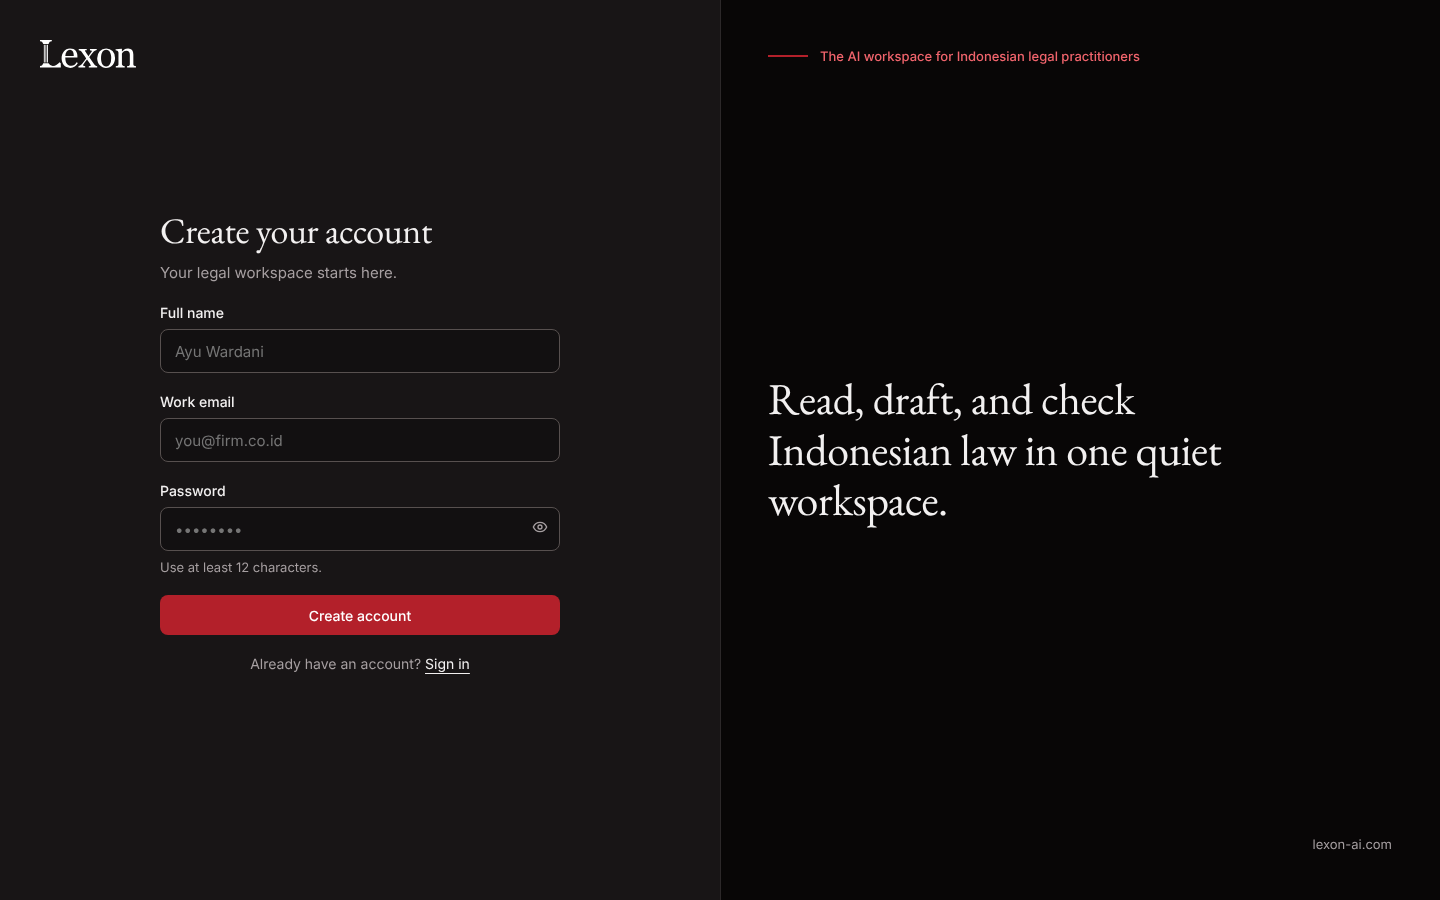 Lexon
Create your account
Your legal workspace starts here.
Full name
Ayu Wardani
Work email
you@firm.co.id
Password
••••••••
Use at least 12 characters.
Create account
Already have an account? Sign in
The AI workspace for Indonesian legal practitioners
Read, draft, and check
Indonesian law in one quiet
workspace.
lexon-ai.com